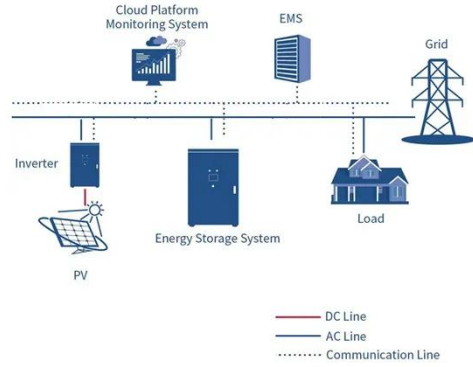 Cloud Platform
Monitoring System
EMS
Grid
Inverter
Energy Storage System
Load
PV
DC Line
AC Line
Communication Line